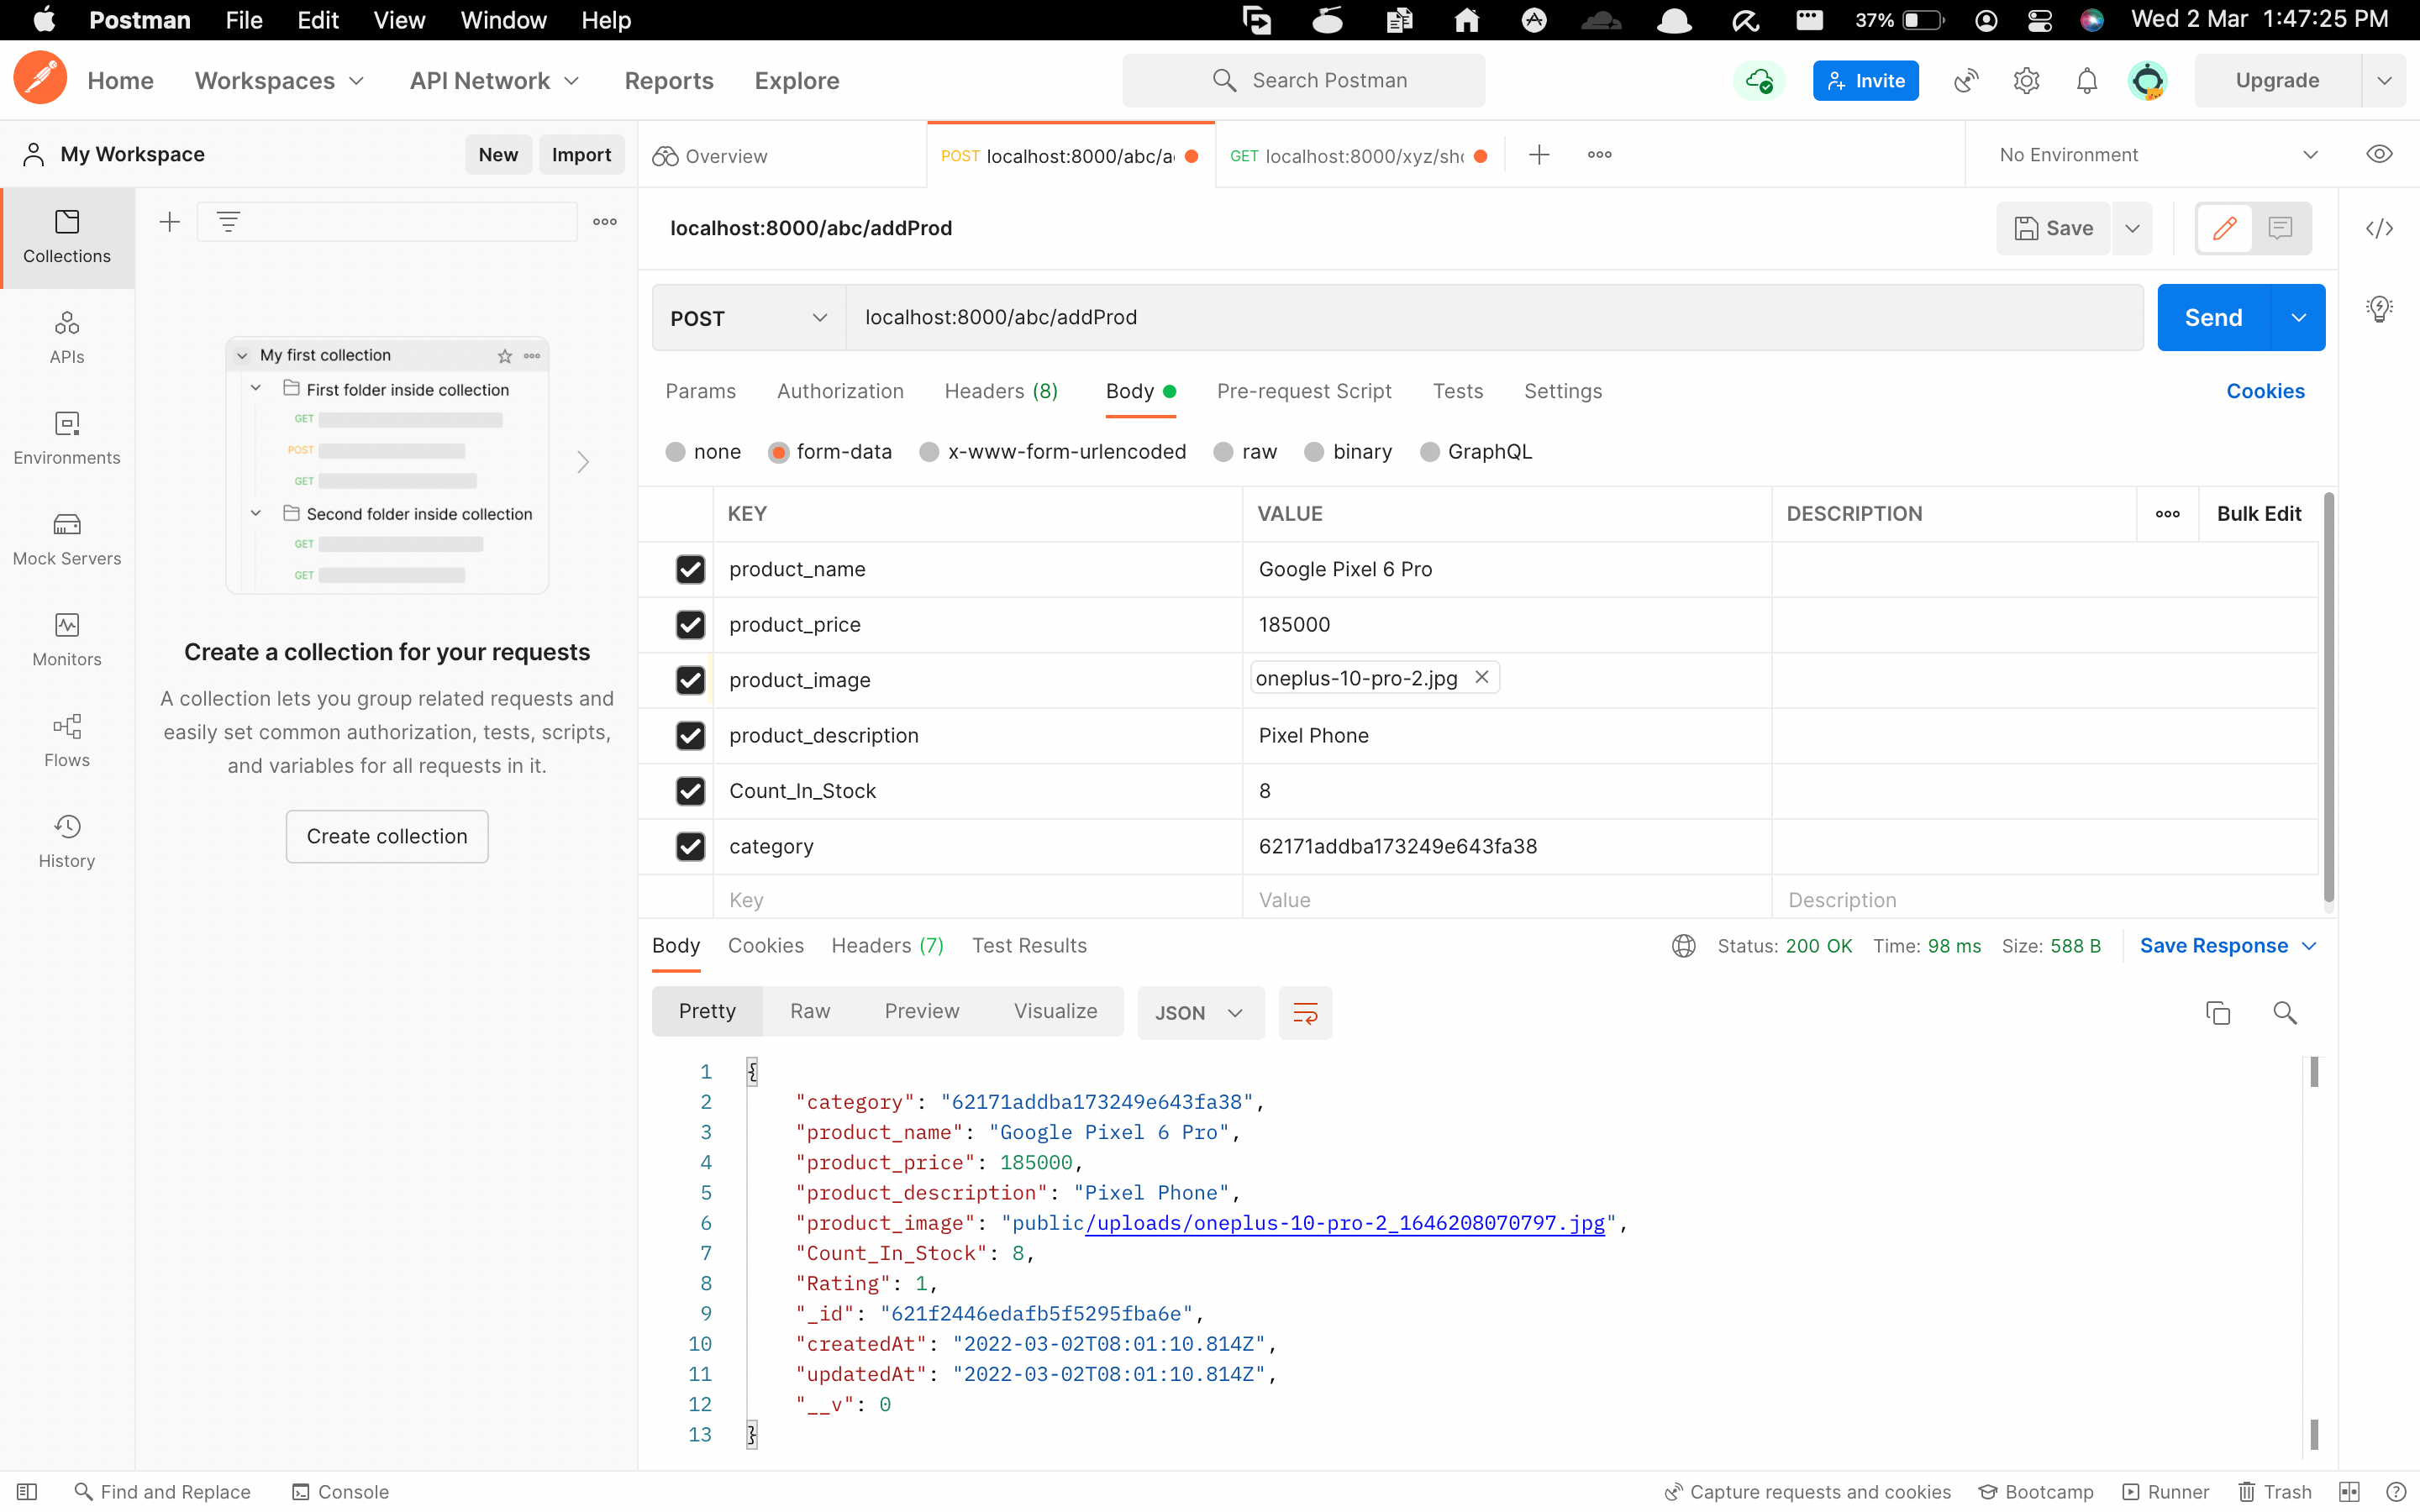 Postman File Edit View Window Help 37% Wed 2 Mar 1:47:25 PM
Home Workspaces API Network Reports Explore Search Postman Invite Upgrade
My Workspace New Import Overview POST localhost:8000/abc/a GET localhost:8000/xyz/sh No Environment
Collections
APIs
Environments
Mock Servers
Monitors
Flows
History
My first collection
First folder inside collection
GET
POST
GET
Second folder inside collection
GET
GET
Create a collection for your requests
A collection lets you group related requests and
easily set common authorization, tests, scripts,
and variables for all requests in it.
Create collection
localhost:8000/abc/addProd Save
POST localhost:8000/abc/addProd Send
Params Authorization Headers (8) Body Pre-request Script Tests Settings Cookies
none form-data x-www-form-urlencoded raw binary GraphQL
KEY VALUE DESCRIPTION Bulk Edit
product_name Google Pixel 6 Pro
product_price 185000
product_image oneplus-10-pro-2.jpg
product_description Pixel Phone
Count_In_Stock 8
category 62171addba173249e643fa38
Key Value Description
Body Cookies Headers (7) Test Results Status: 200 OK Time: 98 ms Size: 588 B Save Response
Pretty Raw Preview Visualize JSON
1 {
2 "category": "62171addba173249e643fa38",
3 "product_name": "Google Pixel 6 Pro",
4 "product_price": 185000,
5 "product_description": "Pixel Phone",
6 "product_image": "public/uploads/oneplus-10-pro-2_1646208070797.jpg",
7 "Count_In_Stock": 8,
8 "Rating": 1,
9 "_id": "621f2446edafb5f5295fba6e",
10 "createdAt": "2022-03-02T08:01:10.814Z",
11 "updatedAt": "2022-03-02T08:01:10.814Z",
12 "__v": 0
13 }
Find and Replace Console Capture requests and cookies Bootcamp Runner Trash